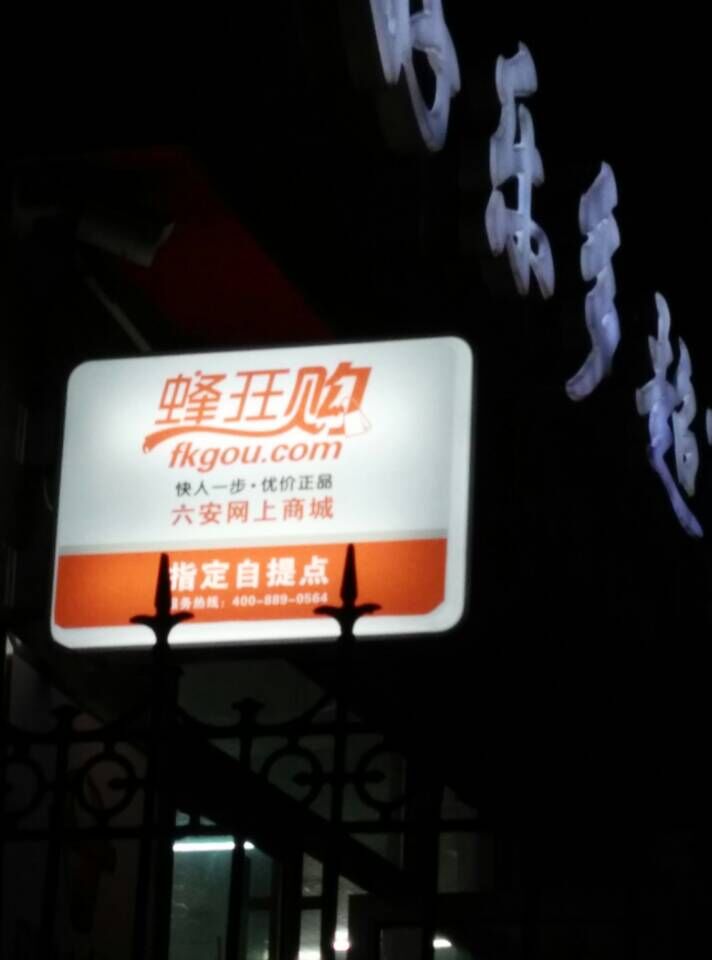 蜂狂购
fkgou.com
快人一步·优价正品
六安网上商城
指定自提点
服务热线：400-889-0564